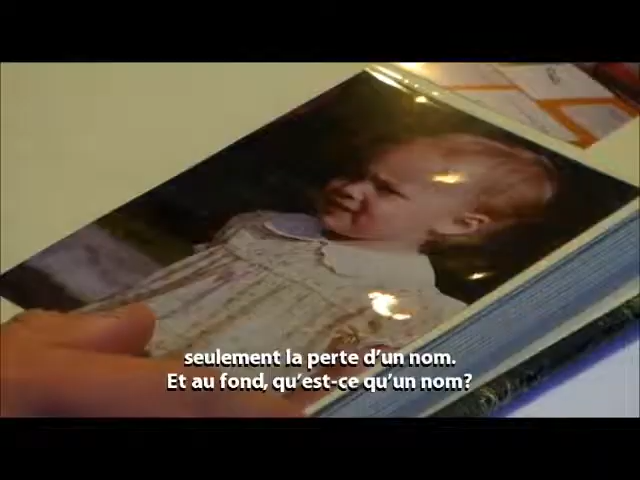 seulement la perte d'un nom.
Et au fond, qu'est-ce qu'un nom?